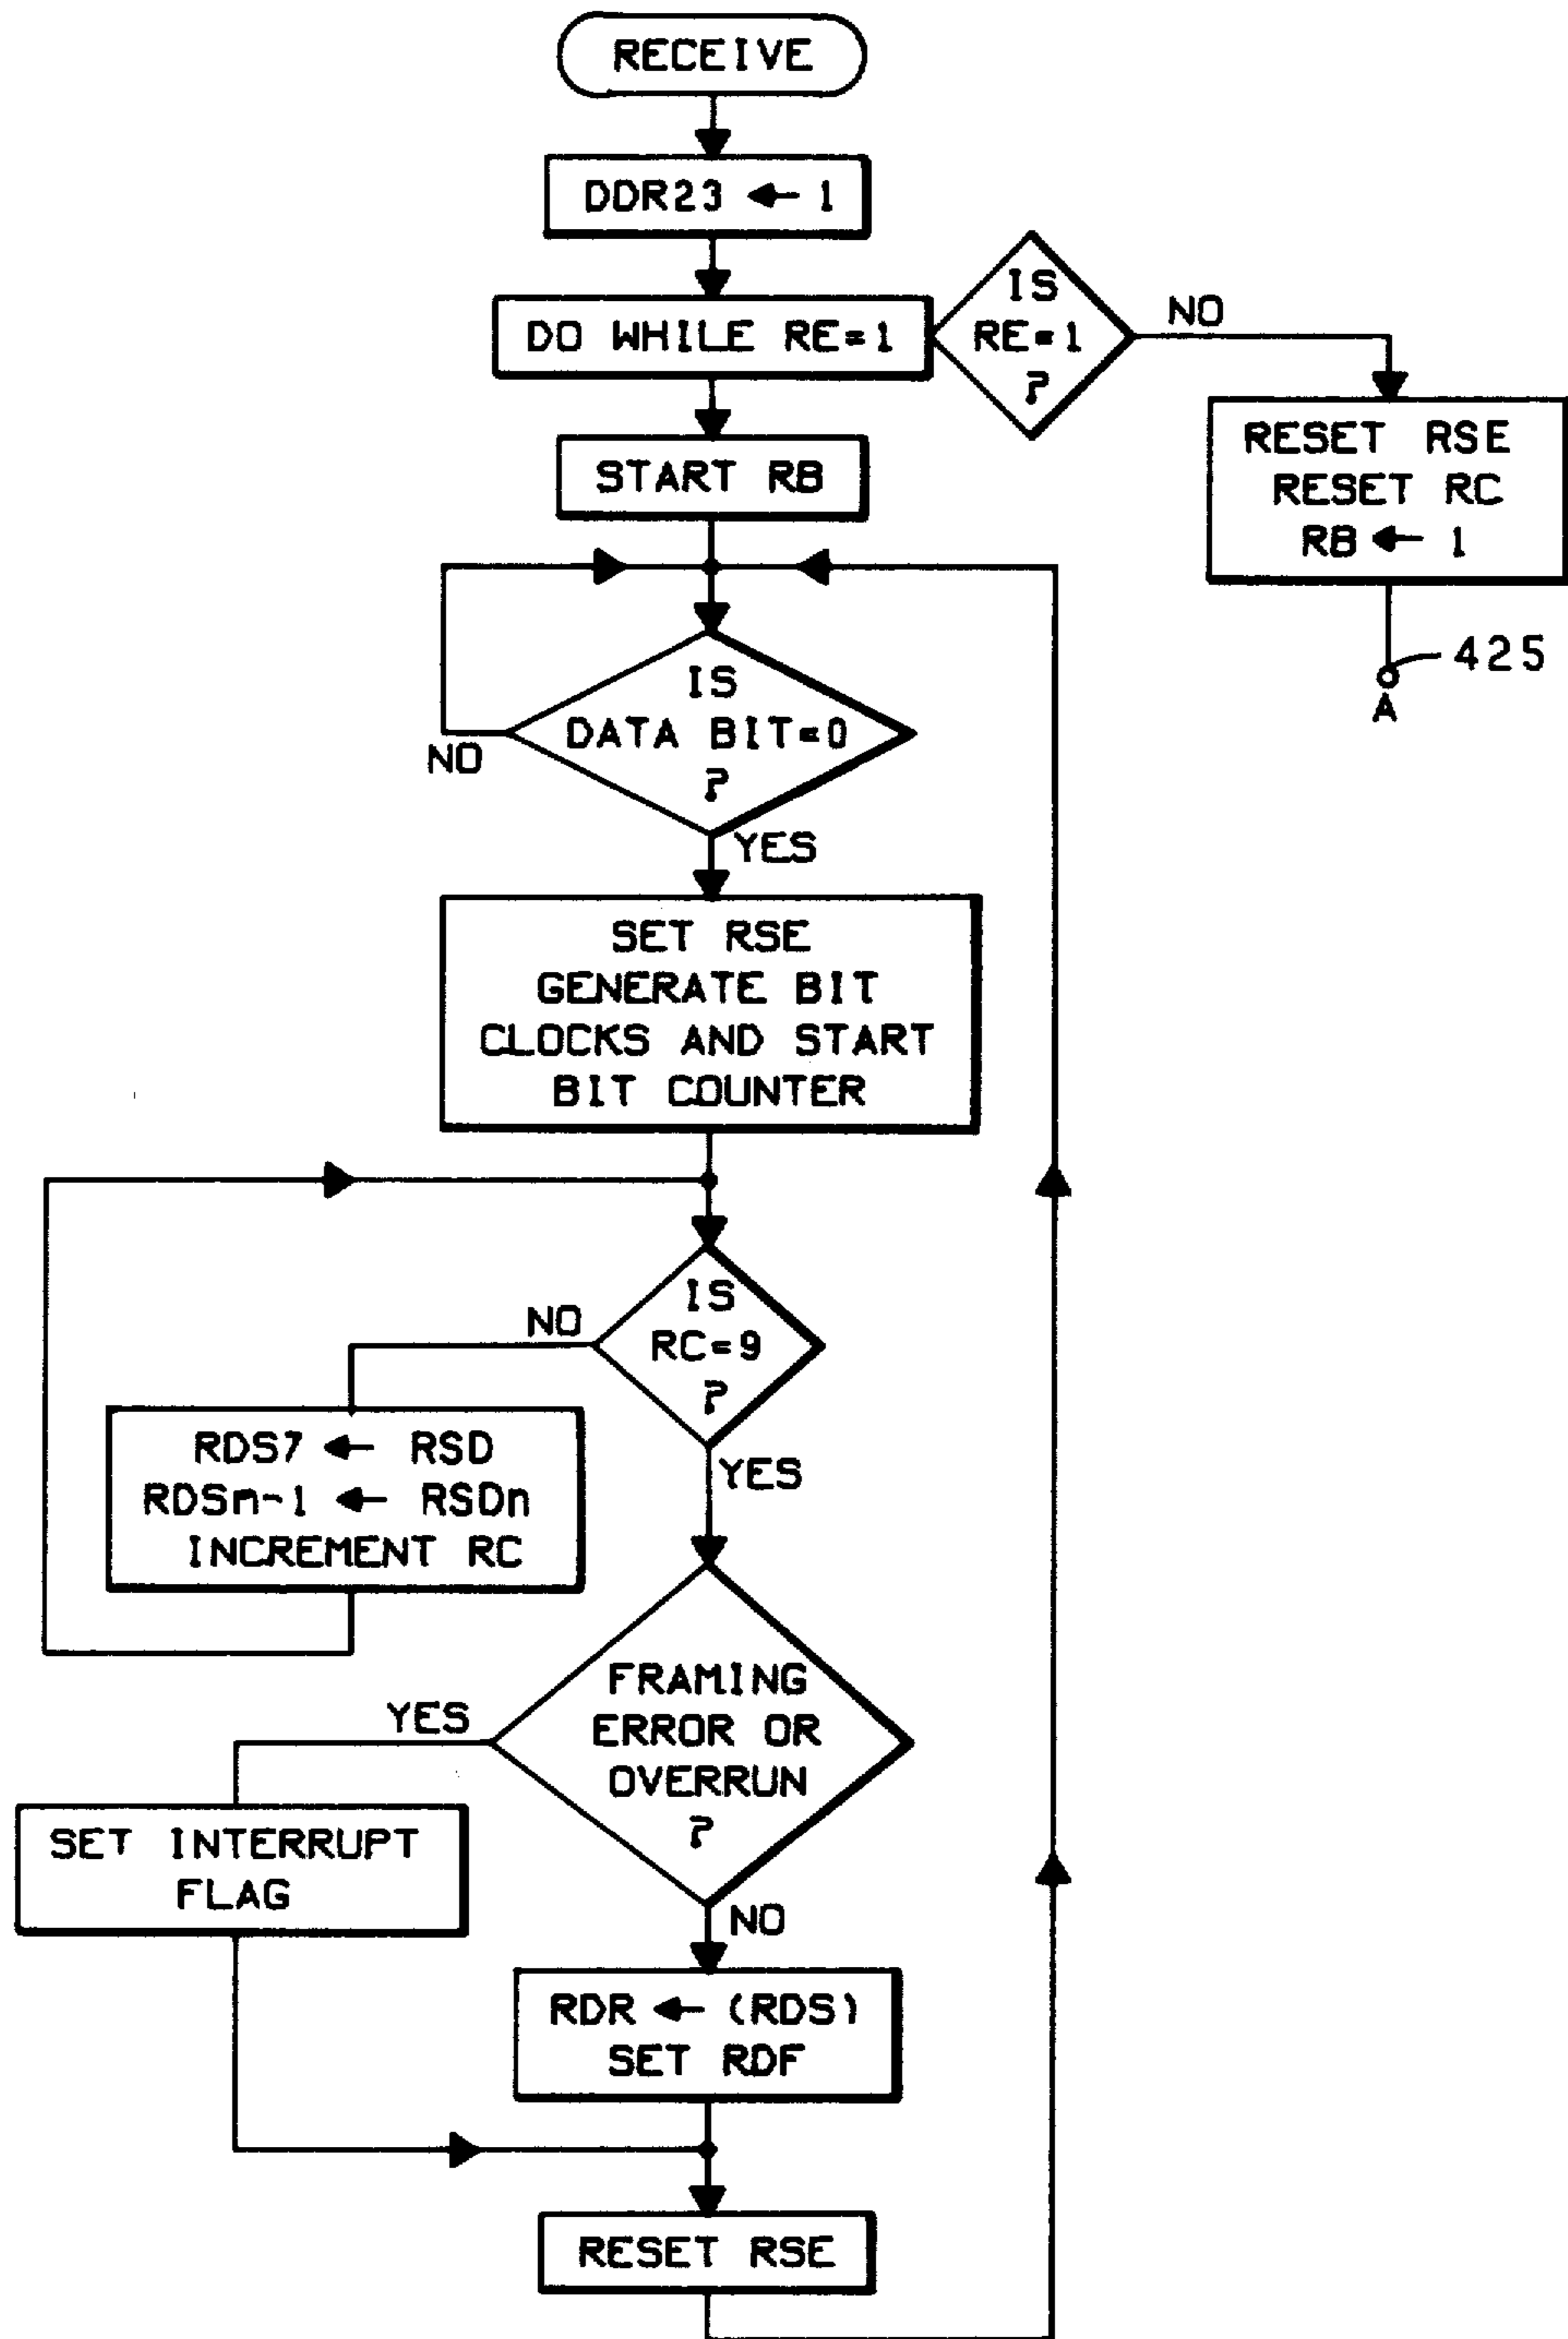 RECEIVE
DDR23 ← 1
DO WHILE RE=1
IS
RE=1
?
NO
RESET RSE
RESET RC
RB ← 1
425
A
START RB
IS
DATA BIT=0
?
NO
YES
SET RSE
GENERATE BIT
CLOCKS AND START
BIT COUNTER
IS
RC=9
?
NO
YES
RDS7 ← RSD
RDSn-1 ← RSDn
INCREMENT RC
FRAMING
ERROR OR
OVERRUN
?
YES
NO
SET INTERRUPT
FLAG
RDR ← (RDS)
SET RDF
RESET RSE